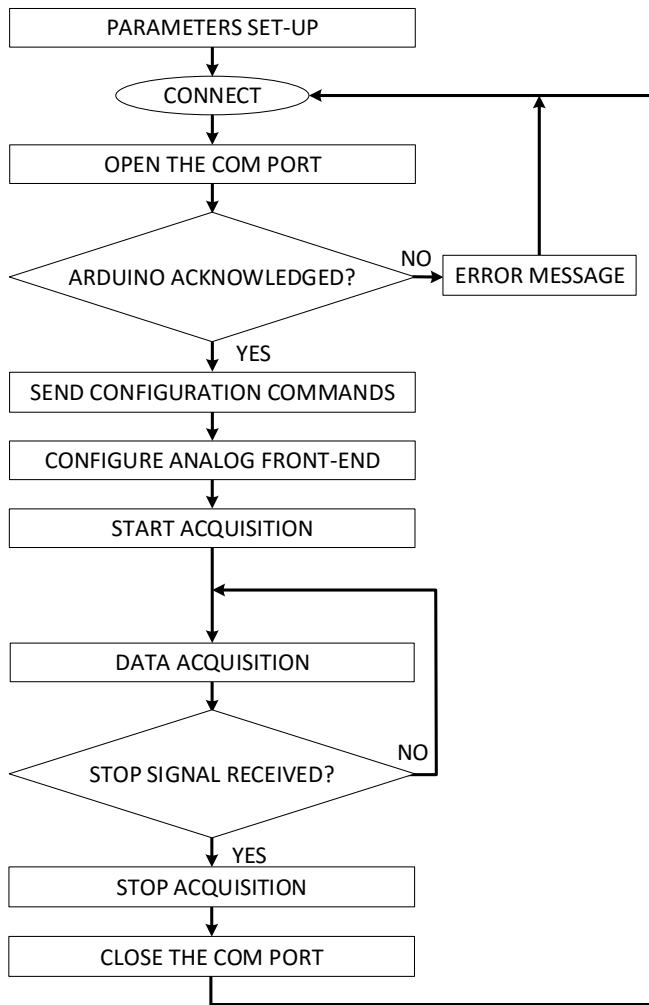 PARAMETERS SET-UP
CONNECT
OPEN THE COM PORT
ARDUINO ACKNOWLEDGED?
NO
ERROR MESSAGE
YES
SEND CONFIGURATION COMMANDS
CONFIGURE ANALOG FRONT-END
START ACQUISITION
DATA ACQUISITION
NO
STOP SIGNAL RECEIVED?
YES
STOP ACQUISITION
CLOSE THE COM PORT